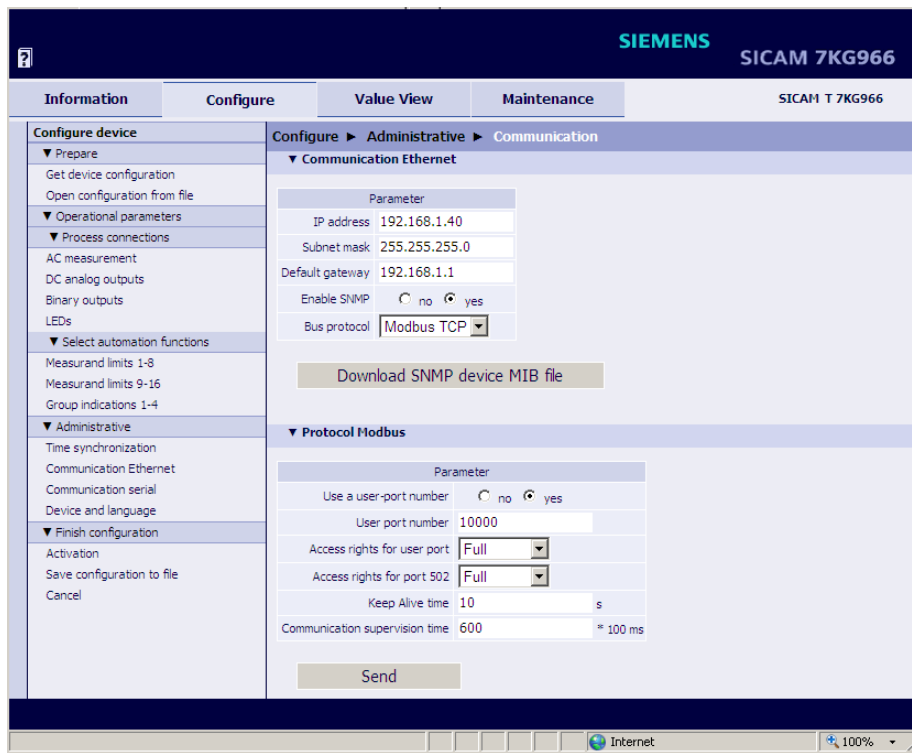 SIEMENS
SICAM 7KG966
?
Information Configure Value View Maintenance SICAM T 7KG966
Configure device
▼ Prepare
Get device configuration
Open configuration from file
▼ Operational parameters
▼ Process connections
AC measurement
DC analog outputs
Binary outputs
LEDs
▼ Select automation functions
Measurand limits 1-8
Measurand limits 9-16
Group indications 1-4
▼ Administrative
Time synchronization
Communication Ethernet
Communication serial
Device and language
▼ Finish configuration
Activation
Save configuration to file
Cancel
Configure ► Administrative ► Communication
▼ Communication Ethernet
Parameter
IP address 192.168.1.40
Subnet mask 255.255.255.0
Default gateway 192.168.1.1
Enable SNMP no yes
Bus protocol Modbus TCP
Download SNMP device MIB file
▼ Protocol Modbus
Parameter
Use a user-port number no yes
User port number 10000
Access rights for user port Full
Access rights for port 502 Full
Keep Alive time 10 s
Communication supervision time 600 * 100 ms
Send
Internet 100%